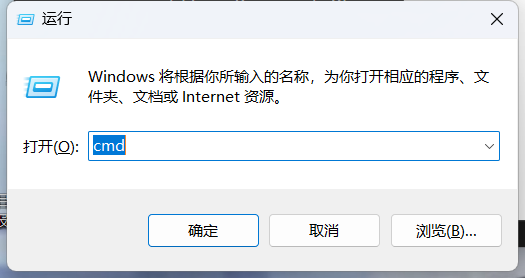 运行
Windows 将根据你所输入的名称，为你打开相应的程序、文
件夹、文档或 Internet 资源。
打开(O): cmd
确定 取消 浏览(B)...